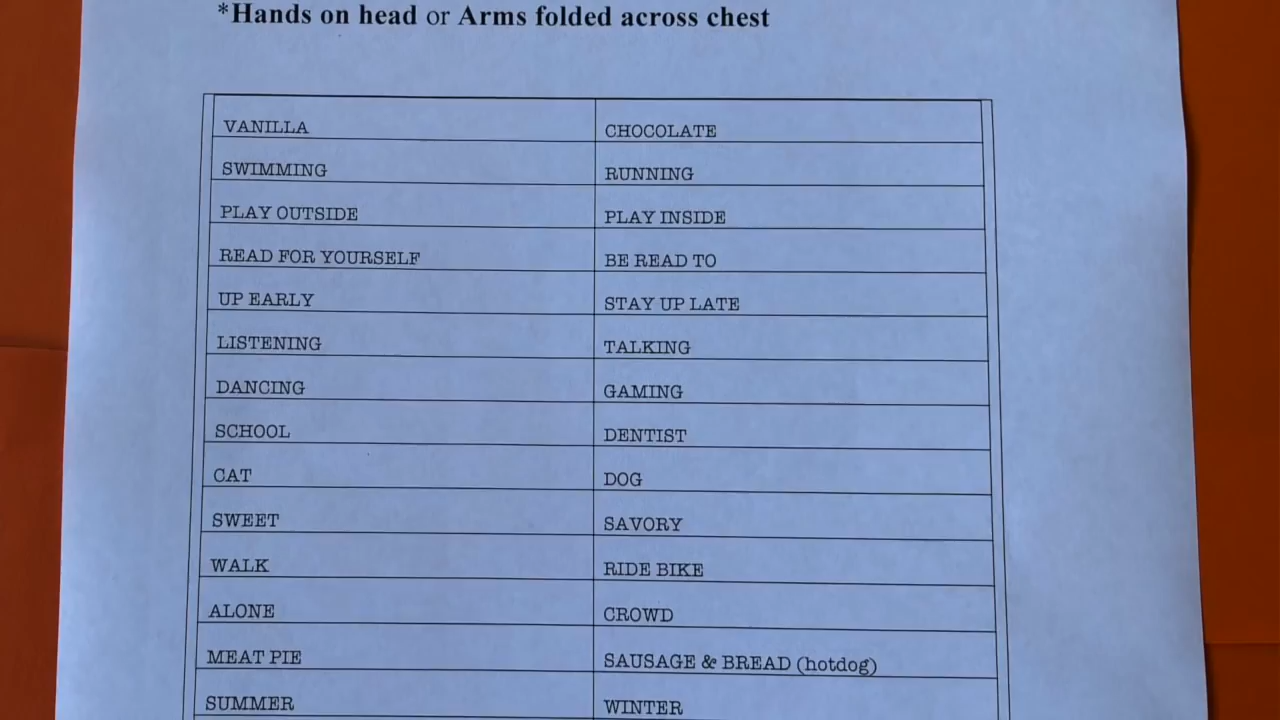 *Hands on head or Arms folded across chest
VANILLA CHOCOLATE
SWIMMING RUNNING
PLAY OUTSIDE PLAY INSIDE
READ FOR YOURSELF BE READ TO
UP EARLY STAY UP LATE
LISTENING TALKING
DANCING GAMING
SCHOOL DENTIST
CAT DOG
SWEET SAVORY
WALK RIDE BIKE
ALONE CROWD
MEAT PIE SAUSAGE & BREAD (hotdog)
SUMMER WINTER